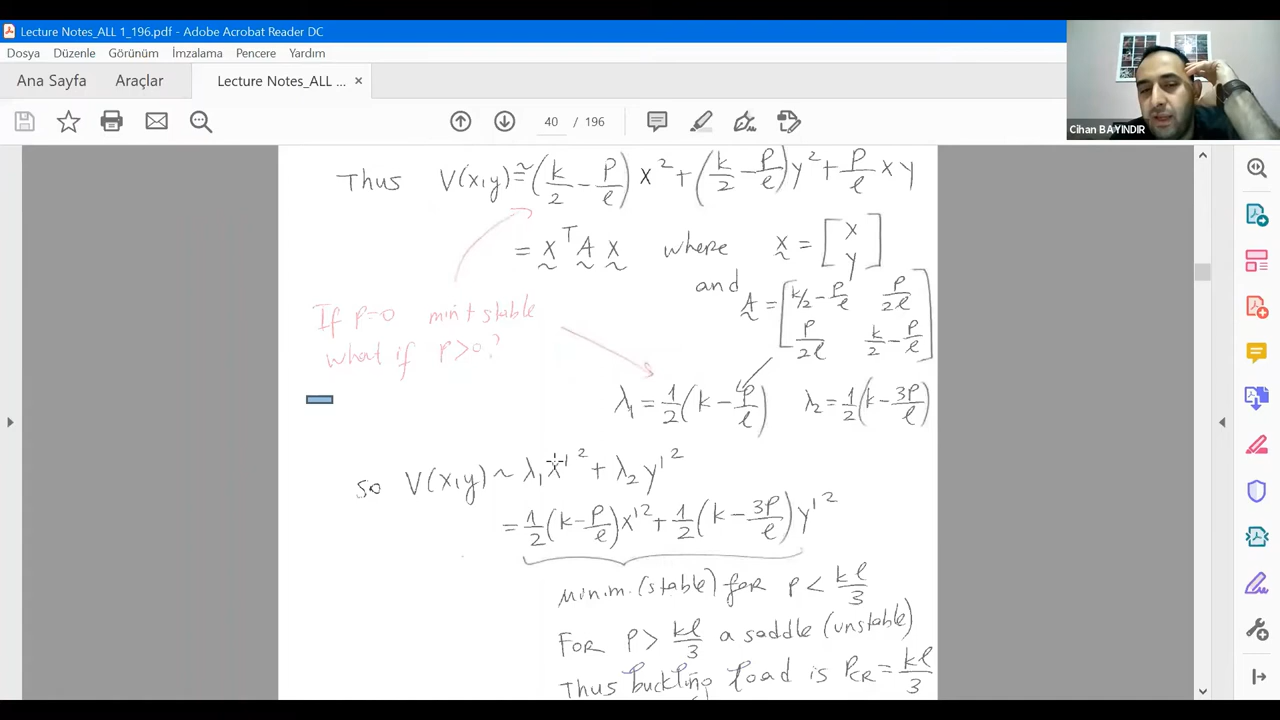 Lecture Notes_ALL 1_196.pdf - Adobe Acrobat Reader DC
Dosya Düzenle Görünüm İmzalama Pencere Yardım
Ana Sayfa Araçlar Lecture Notes_ALL ... ×
40 / 196
Cihan BAYINDIR
Thus V(x,y) ≅ (k/2 - P/ℓ) x² + (k/2 - P/ℓ) y² + P/ℓ x y
= x^T A x where x = [x y]
and A = [k/2 - P/ℓ P/2ℓ
P/2ℓ k/2 - P/ℓ]
If P=0 min+stable
what if P>0?
λ₁ = 1/2 (k - P/ℓ) λ₂ = 1/2 (k - 3P/ℓ)
So V(x,y) ~ λ₁x'² + λ₂y'²
= 1/2 (k - P/ℓ) x'² + 1/2 (k - 3P/ℓ) y'²
minim. (stable) for P < kℓ/3
For P > kℓ/3 a saddle (unstable)
Thus buckling load is P_CR = kℓ/3